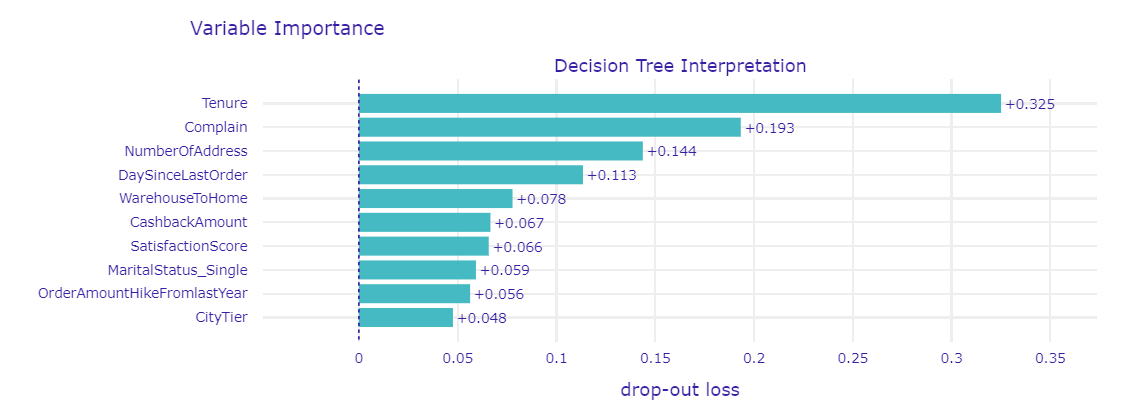 Variable Importance
Decision Tree Interpretation
Tenure +0.325
Complain +0.193
NumberOfAddress +0.144
DaySinceLastOrder +0.113
WarehouseToHome +0.078
CashbackAmount +0.067
SatisfactionScore +0.066
MaritalStatus_Single +0.059
OrderAmountHikeFromlastYear +0.056
CityTier +0.048
0 0.05 0.1 0.15 0.2 0.25 0.3 0.35
drop-out loss